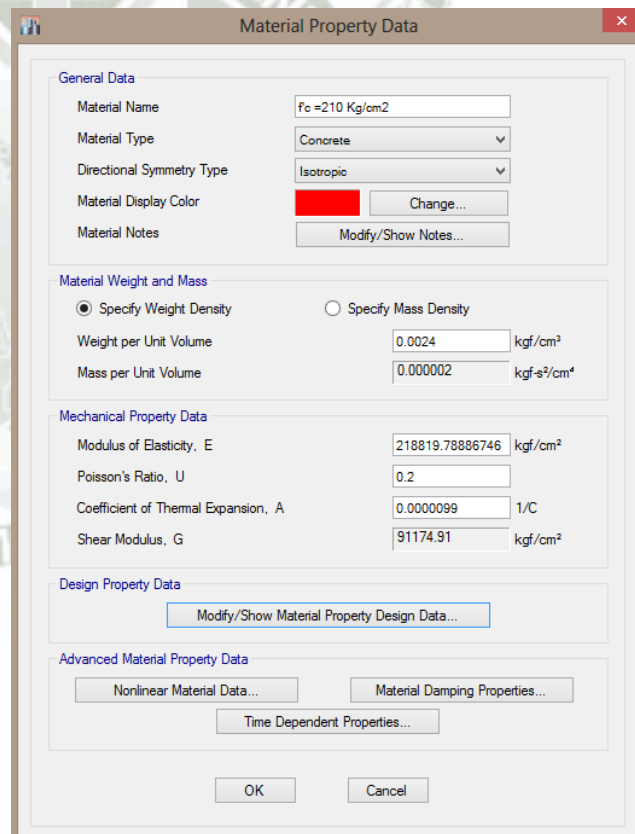 Material Property Data
General Data
Material Name f'c =210 Kg/cm2
Material Type Concrete
Directional Symmetry Type Isotropic
Material Display Color Change...
Material Notes Modify/Show Notes...
Material Weight and Mass
Specify Weight Density Specify Mass Density
Weight per Unit Volume 0.0024 kgf/cm³
Mass per Unit Volume 0.000002 kgf-s²/cm⁴
Mechanical Property Data
Modulus of Elasticity, E 218819.78886746 kgf/cm²
Poisson's Ratio, U 0.2
Coefficient of Thermal Expansion, A 0.0000099 1/C
Shear Modulus, G 91174.91 kgf/cm²
Design Property Data
Modify/Show Material Property Design Data...
Advanced Material Property Data
Nonlinear Material Data... Material Damping Properties...
Time Dependent Properties...
OK Cancel